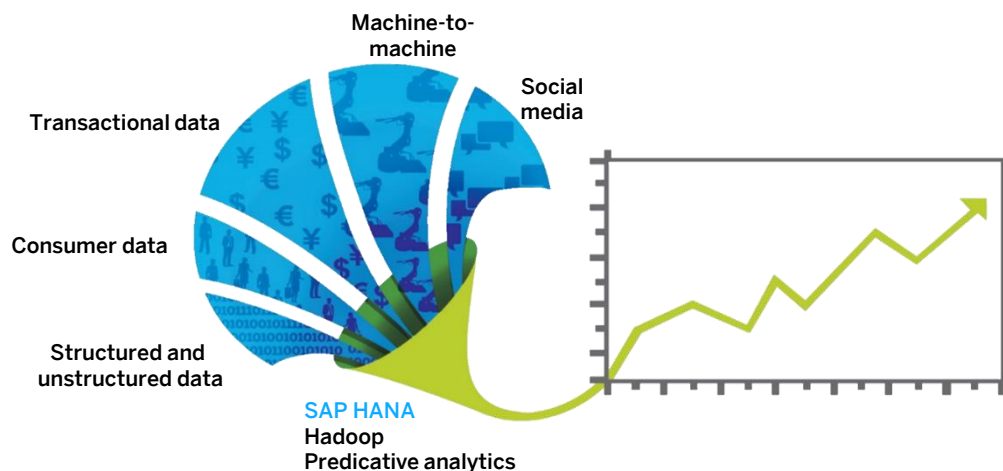 Machine-to-
machine
Social
media
Transactional data
Consumer data
Structured and
unstructured data
SAP HANA
Hadoop
Predicative analytics